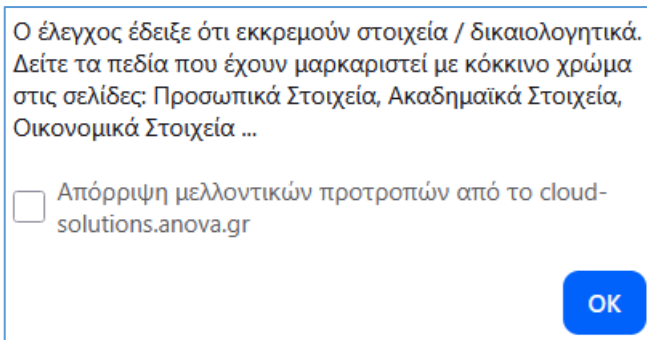 Ο έλεγχος έδειξε ότι εκκρεμούν στοιχεία / δικαιολογητικά.
Δείτε τα πεδία που έχουν μαρκαριστεί με κόκκινο χρώμα
στις σελίδες: Προσωπικά Στοιχεία, Ακαδημαϊκά Στοιχεία,
Οικονομικά Στοιχεία ...
Απόρριψη μελλοντικών προτροπών από το cloud-
solutions.anova.gr
OK